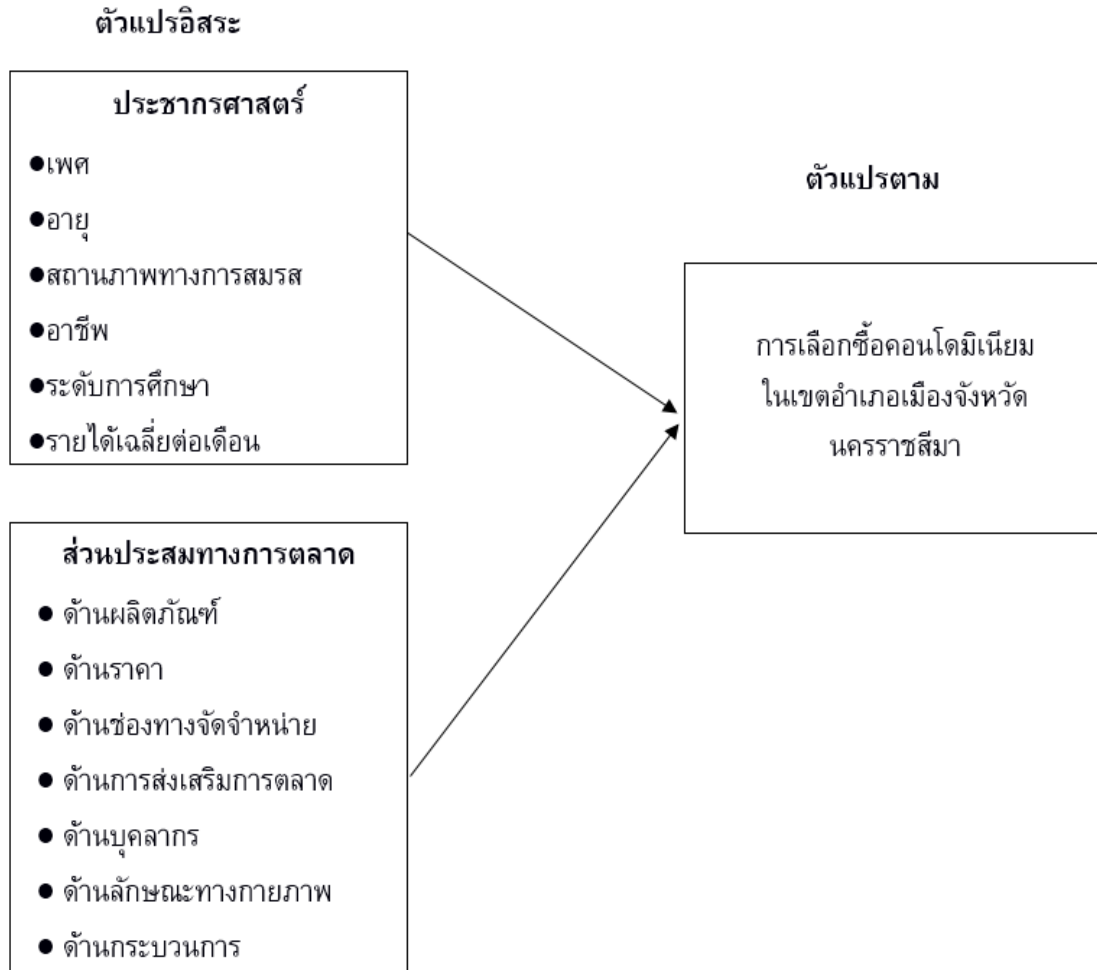 ตัวแปรอิสระ
ประชากรศาสตร์
●เพศ
●อายุ
●สถานภาพทางการสมรส
●อาชีพ
●ระดับการศึกษา
●รายได้เฉลี่ยต่อเดือน
ส่วนประสมทางการตลาด
● ด้านผลิตภัณฑ์
● ด้านราคา
● ด้านช่องทางจัดจำหน่าย
● ด้านการส่งเสริมการตลาด
● ด้านบุคลากร
● ด้านลักษณะทางกายภาพ
● ด้านกระบวนการ
ตัวแปรตาม
การเลือกซื้อคอนโดมิเนียม
ในเขตอำเภอเมืองจังหวัด
นครราชสีมา